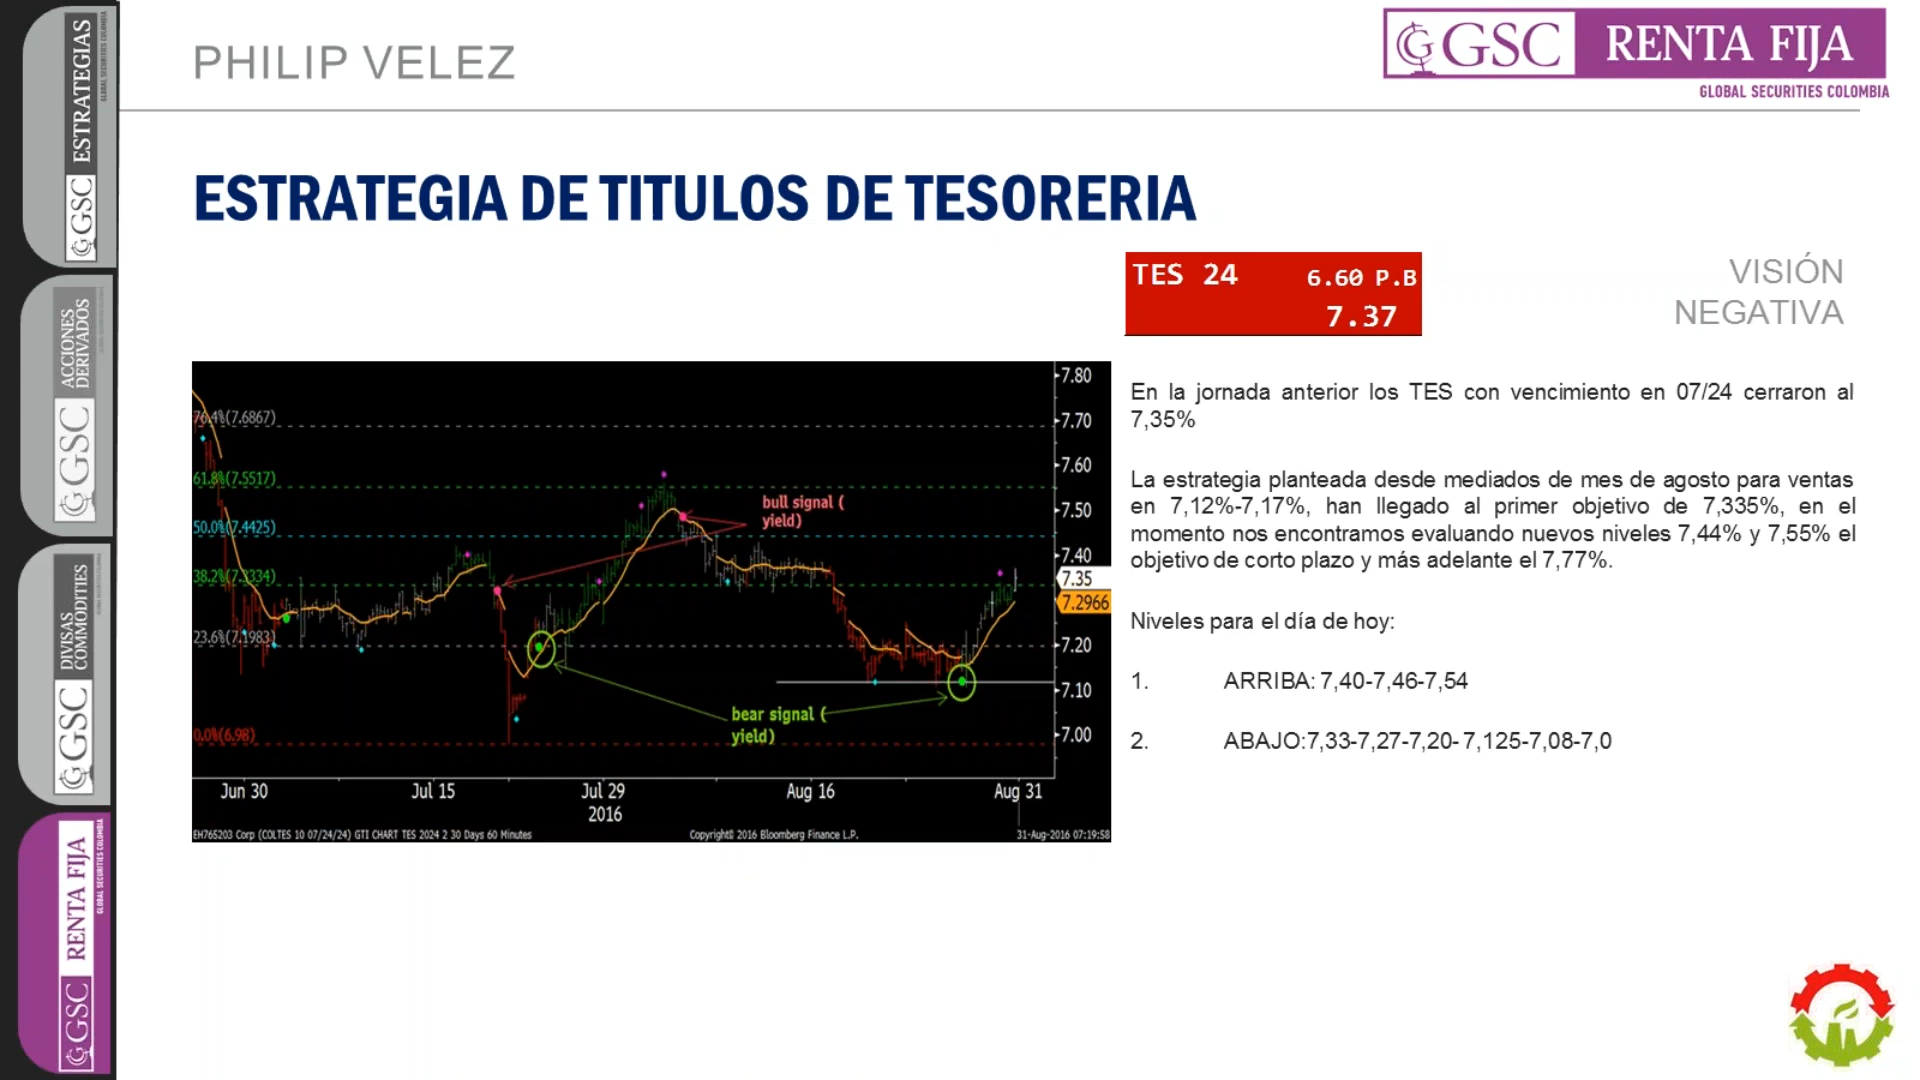 PHILIP VELEZ
GSC RENTA FIJA
GLOBAL SECURITIES COLOMBIA
GSC ESTRATEGIAS
GLOBAL SECURITIES COLOMBIA
GSC ACCIONES
DERIVADOS
GSC DIVISAS
COMMODITIES
GSC RENTA FIJA
GLOBAL SECURITIES COLOMBIA
ESTRATEGIA DE TITULOS DE TESORERIA
TES 24 6.60 P.B
7.37
VISIÓN
NEGATIVA
76.4%(7.6867)
61.8%(7.5517)
50.0%(7.4425)
38.2%(7.3334)
23.6%(7.1983)
0.0%(6.98)
bull signal (
yield)
bear signal (
yield)
7.80
7.70
7.60
7.50
7.40
7.35
7.2966
7.20
7.10
7.00
Jun 30 Jul 15 Jul 29 Aug 16 Aug 31
2016
EH765203 Corp (COLTES 10 07/24/24) GTI CHART TES 2024 2 30 Days 60 Minutes Copyright© 2016 Bloomberg Finance L.P. 31-Aug-2016 07:19:58
En la jornada anterior los TES con vencimiento en 07/24 cerraron al
7,35%
La estrategia planteada desde mediados de mes de agosto para ventas
en 7,12%-7,17%, han llegado al primer objetivo de 7,335%, en el
momento nos encontramos evaluando nuevos niveles 7,44% y 7,55% el
objetivo de corto plazo y más adelante el 7,77%.
Niveles para el día de hoy:
1. ARRIBA: 7,40-7,46-7,54
2. ABAJO:7,33-7,27-7,20- 7,125-7,08-7,0